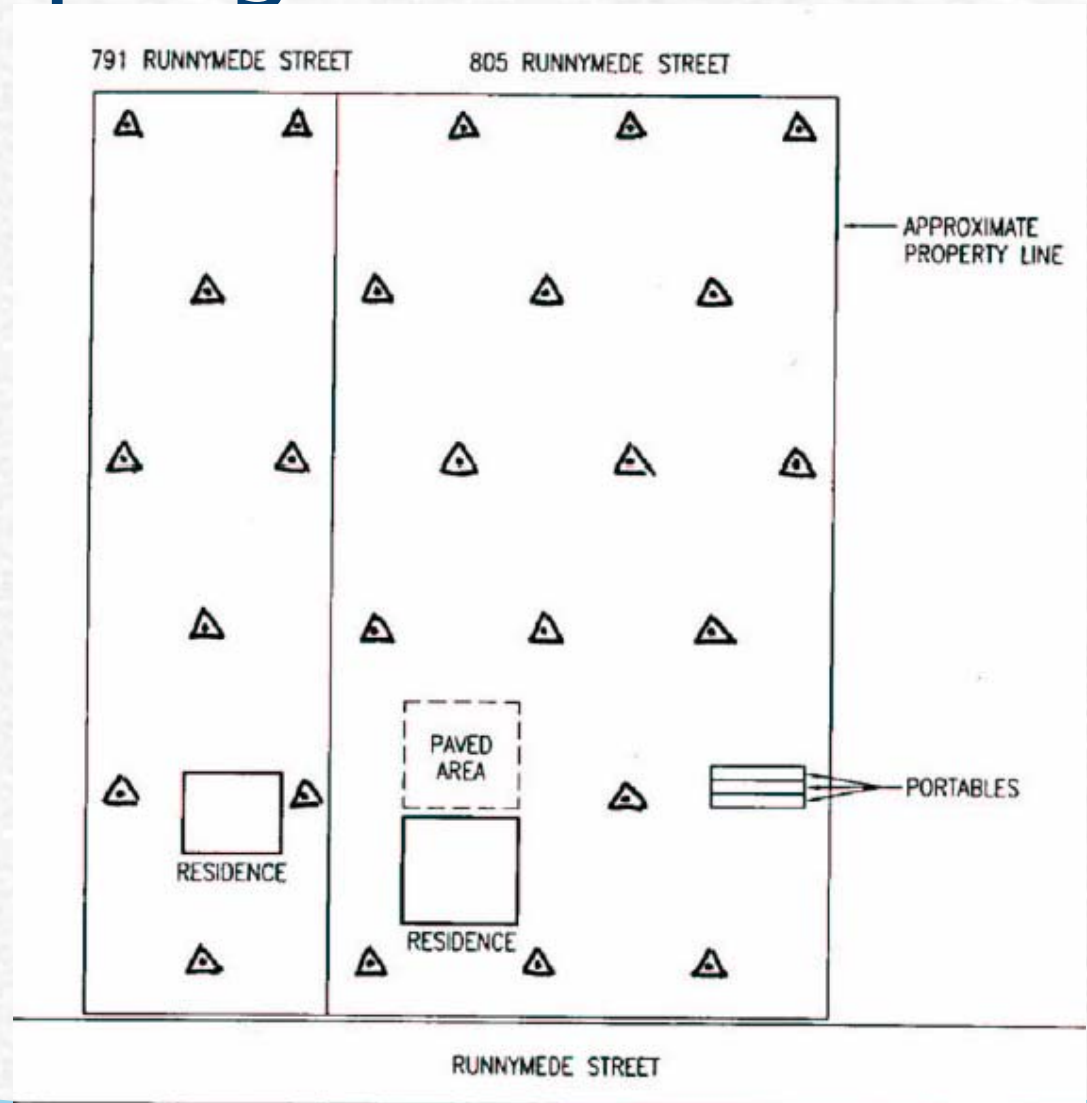 791 RUNNYMEDE STREET
805 RUNNYMEDE STREET
APPROXIMATE
PROPERTY LINE
PAVED
AREA
PORTABLES
RESIDENCE
RESIDENCE
RUNNYMEDE STREET